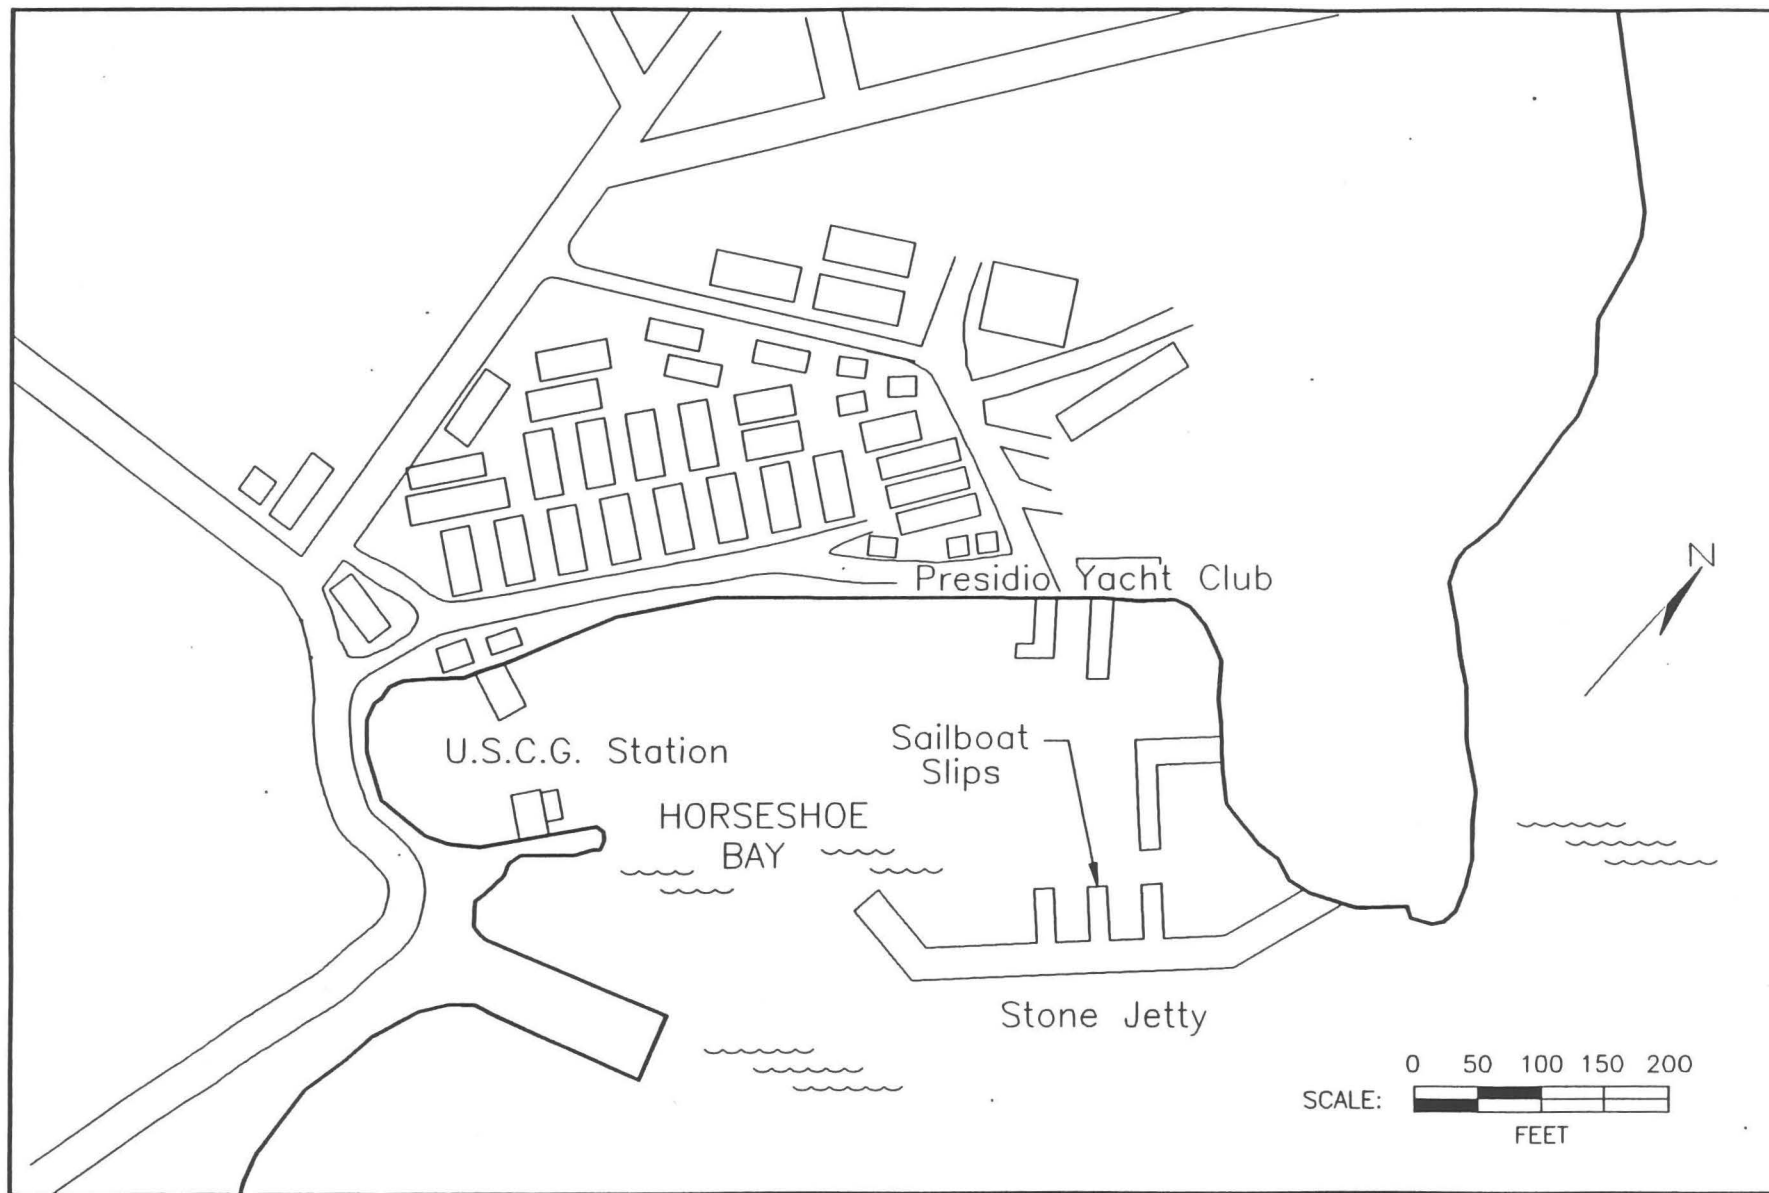 N
Presidio Yacht Club
Sailboat
Slips
U.S.C.G. Station
HORSESHOE
BAY
Stone Jetty
0 50 100 150 200
SCALE:
FEET